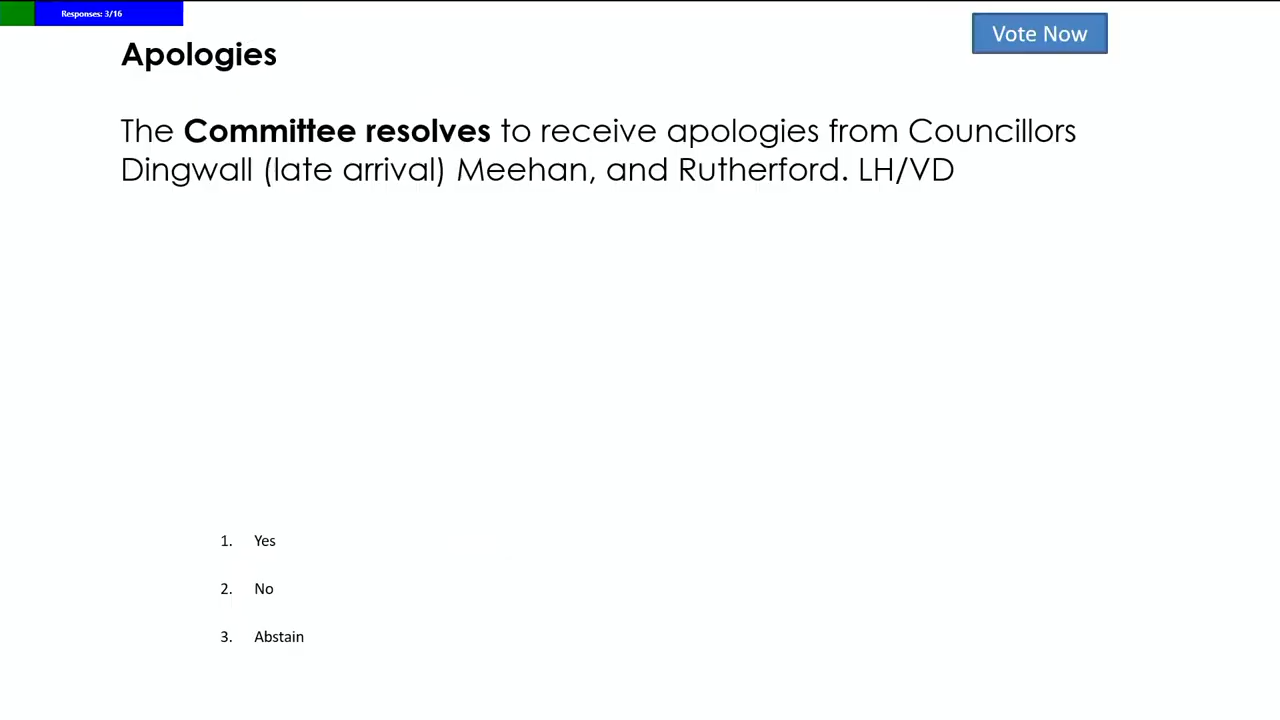 Responses: 3/16
Vote Now
Apologies
The Committee resolves to receive apologies from Councillors
Dingwall (late arrival) Meehan, and Rutherford. LH/VD
1. Yes
2. No
3. Abstain